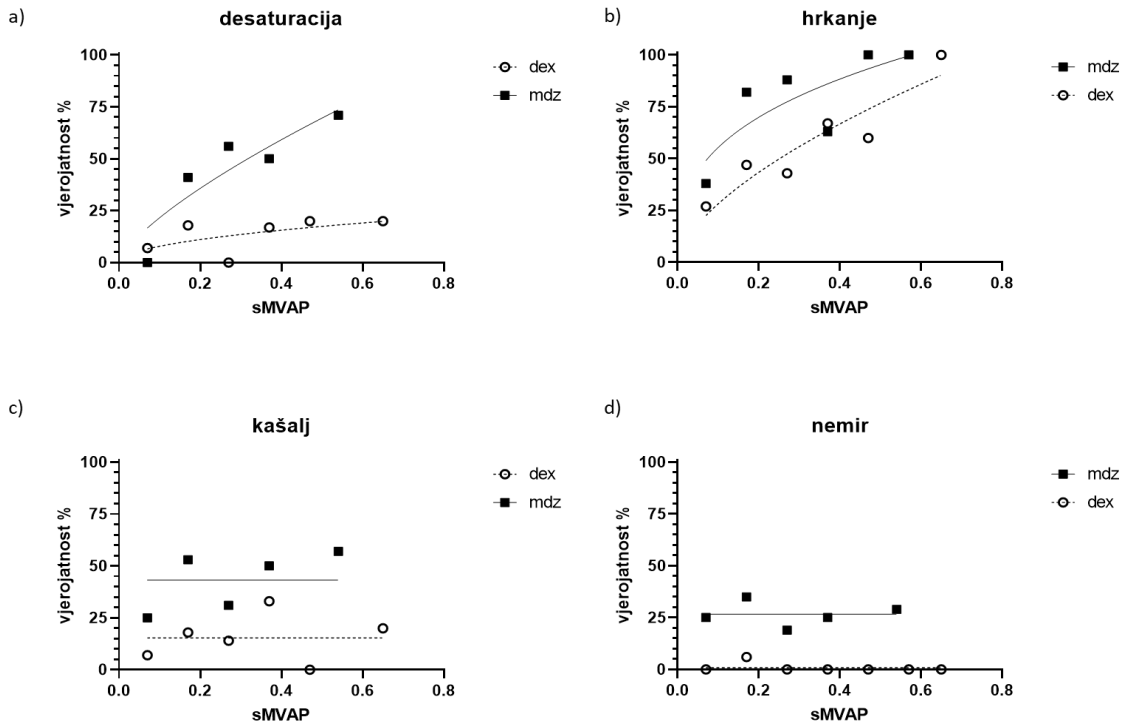 a)
desaturacija
100
75
50
25
0
vjerojatnost %
0.0 0.2 0.4 0.6 0.8
sMVAP
dex
mdz
b)
hrkanje
100
75
50
25
0
vjerojatnost %
0.0 0.2 0.4 0.6 0.8
sMVAP
mdz
dex
c)
kašalj
100
75
50
25
0
vjerojatnost %
0.0 0.2 0.4 0.6 0.8
sMVAP
dex
mdz
d)
nemir
100
75
50
25
0
vjerojatnost %
0.0 0.2 0.4 0.6 0.8
sMVAP
mdz
dex